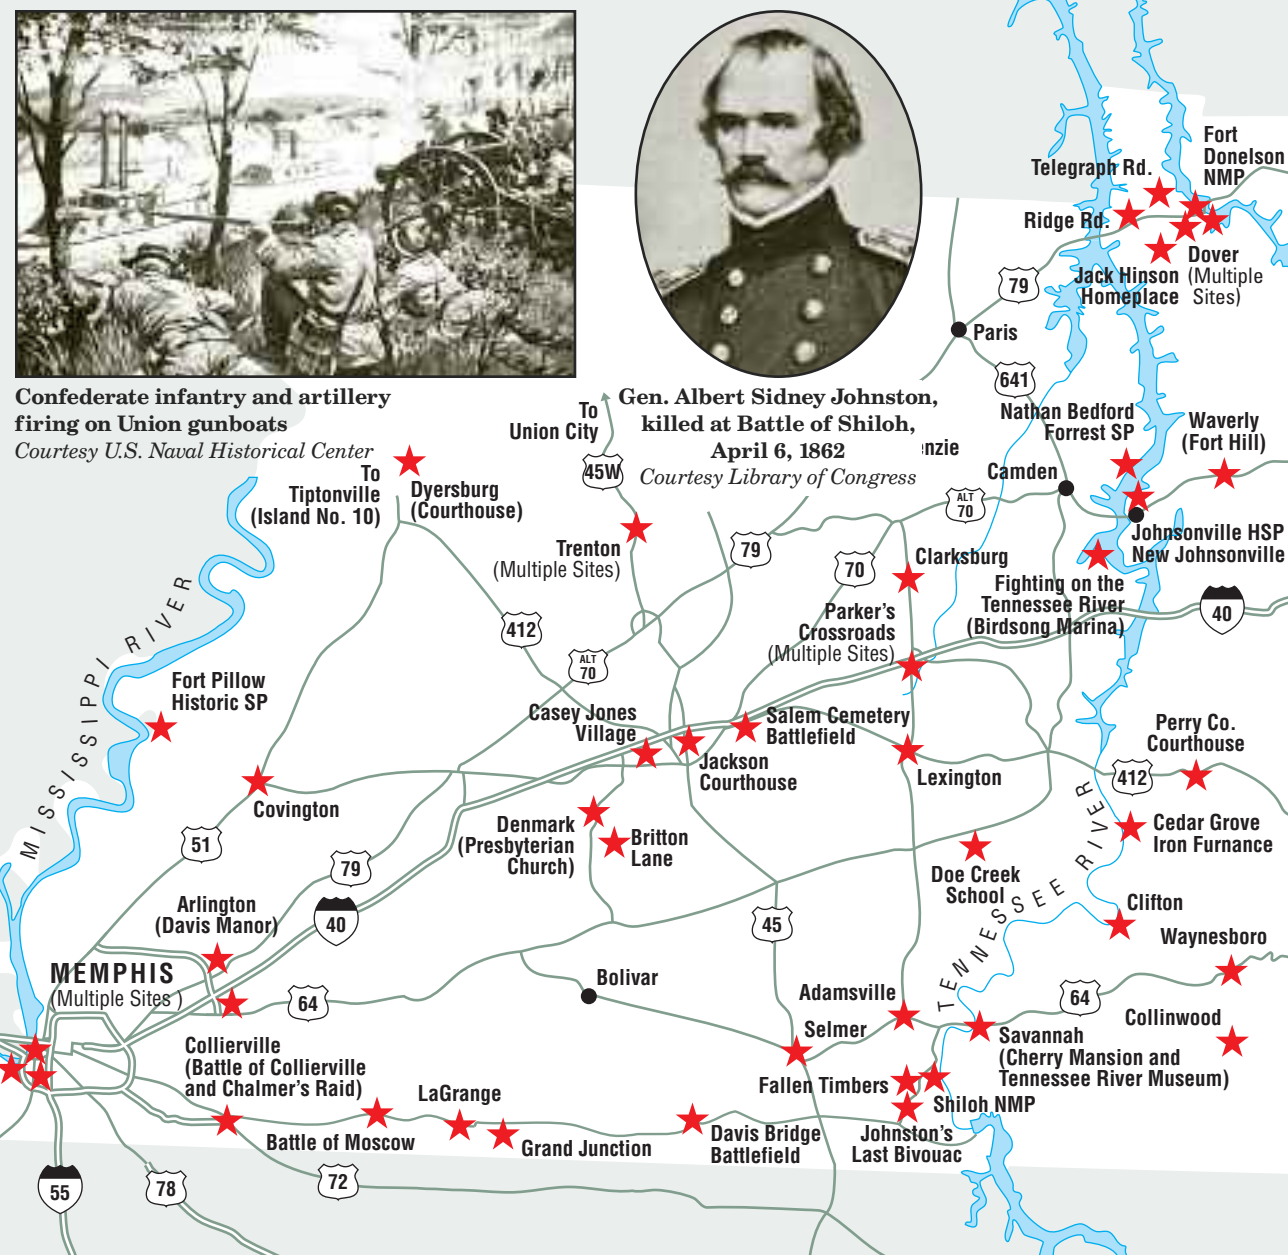 Confederate infantry and artillery
firing on Union gunboats
Courtesy U.S. Naval Historical Center
Gen. Albert Sidney Johnston,
killed at Battle of Shiloh,
April 6, 1862
Courtesy Library of Congress
Fort
Donelson
NMP
Telegraph Rd.
Ridge Rd.
Dover
(Multiple
Sites)
Jack Hinson
Homeplace
79
Paris
641
Nathan Bedford
Forrest SP
Waverly
(Fort Hill)
To
Union City
45W
nzie
Camden
ALT
70
To
Tiptonville
(Island No. 10)
Dyersburg
(Courthouse)
Trenton
(Multiple Sites)
79
70
Clarksburg
Johnsonville HSP
New Johnsonville
Fighting on the
Tennessee River
(Birdsong Marina)
40
412
ALT
70
Parker's
Crossroads
(Multiple Sites)
MISSISSIPPI RIVER
Fort Pillow
Historic SP
Casey Jones
Village
Salem Cemetery
Battlefield
Jackson
Courthouse
Lexington
Perry Co.
Courthouse
412
Covington
51
79
Denmark
(Presbyterian
Church)
Britton
Lane
Cedar Grove
Iron Furnance
Doe Creek
School
TENNESSEE RIVER
Clifton
Waynesboro
Arlington
(Davis Manor)
40
45
MEMPHIS
(Multiple Sites )
64
Bolivar
Adamsville
64
Selmer
Savannah
(Cherry Mansion and
Tennessee River Museum)
Collinwood
Collierville
(Battle of Collierville
and Chalmer's Raid)
LaGrange
Fallen Timbers
Shiloh NMP
Battle of Moscow
Grand Junction
Davis Bridge
Battlefield
Johnston's
Last Bivouac
55
78
72